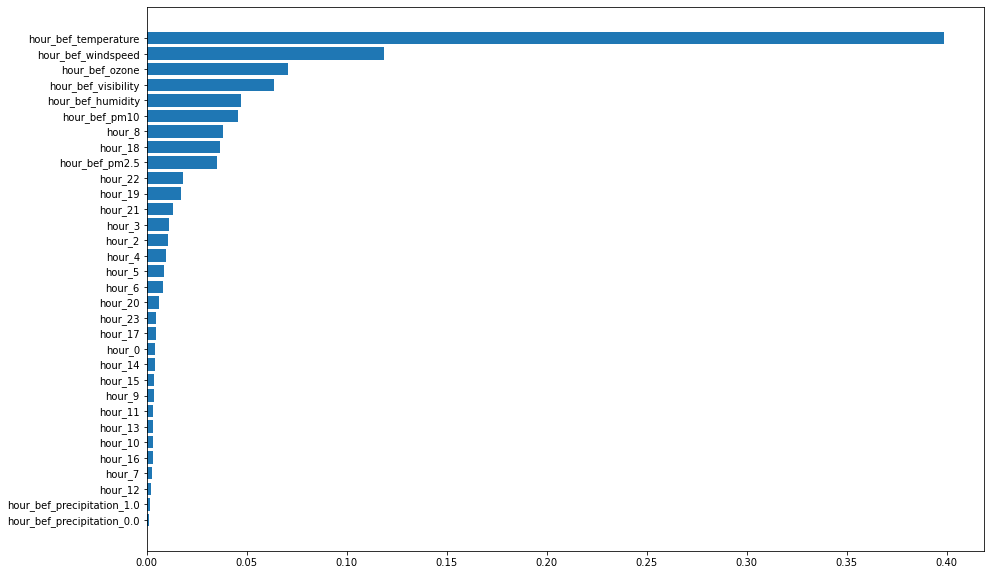 hour_bef_temperature
hour_bef_windspeed
hour_bef_ozone
hour_bef_visibility
hour_bef_humidity
hour_bef_pm10
hour_8
hour_18
hour_bef_pm2.5
hour_22
hour_19
hour_21
hour_3
hour_2
hour_4
hour_5
hour_6
hour_20
hour_23
hour_17
hour_0
hour_14
hour_15
hour_9
hour_11
hour_13
hour_10
hour_16
hour_7
hour_12
hour_bef_precipitation_1.0
hour_bef_precipitation_0.0
0.00 0.05 0.10 0.15 0.20 0.25 0.30 0.35 0.40